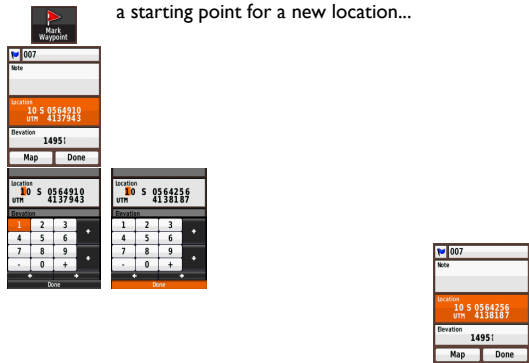 a starting point for a new location...
Mark
Waypoint
007
Note
Location
10 S 0564910
UTM 4137943
Elevation
1495f
Map Done
Location
10 S 0564910
UTM 4137943
Elevation
1 2 3
4 5 6
7 8 9
- 0 +
Done
Location
10 S 0564256
UTM 4138187
Elevation
1 2 3
4 5 6
7 8 9
- 0 +
Done
007
Note
Location
10 S 0564256
UTM 4138187
Elevation
1495f
Map Done